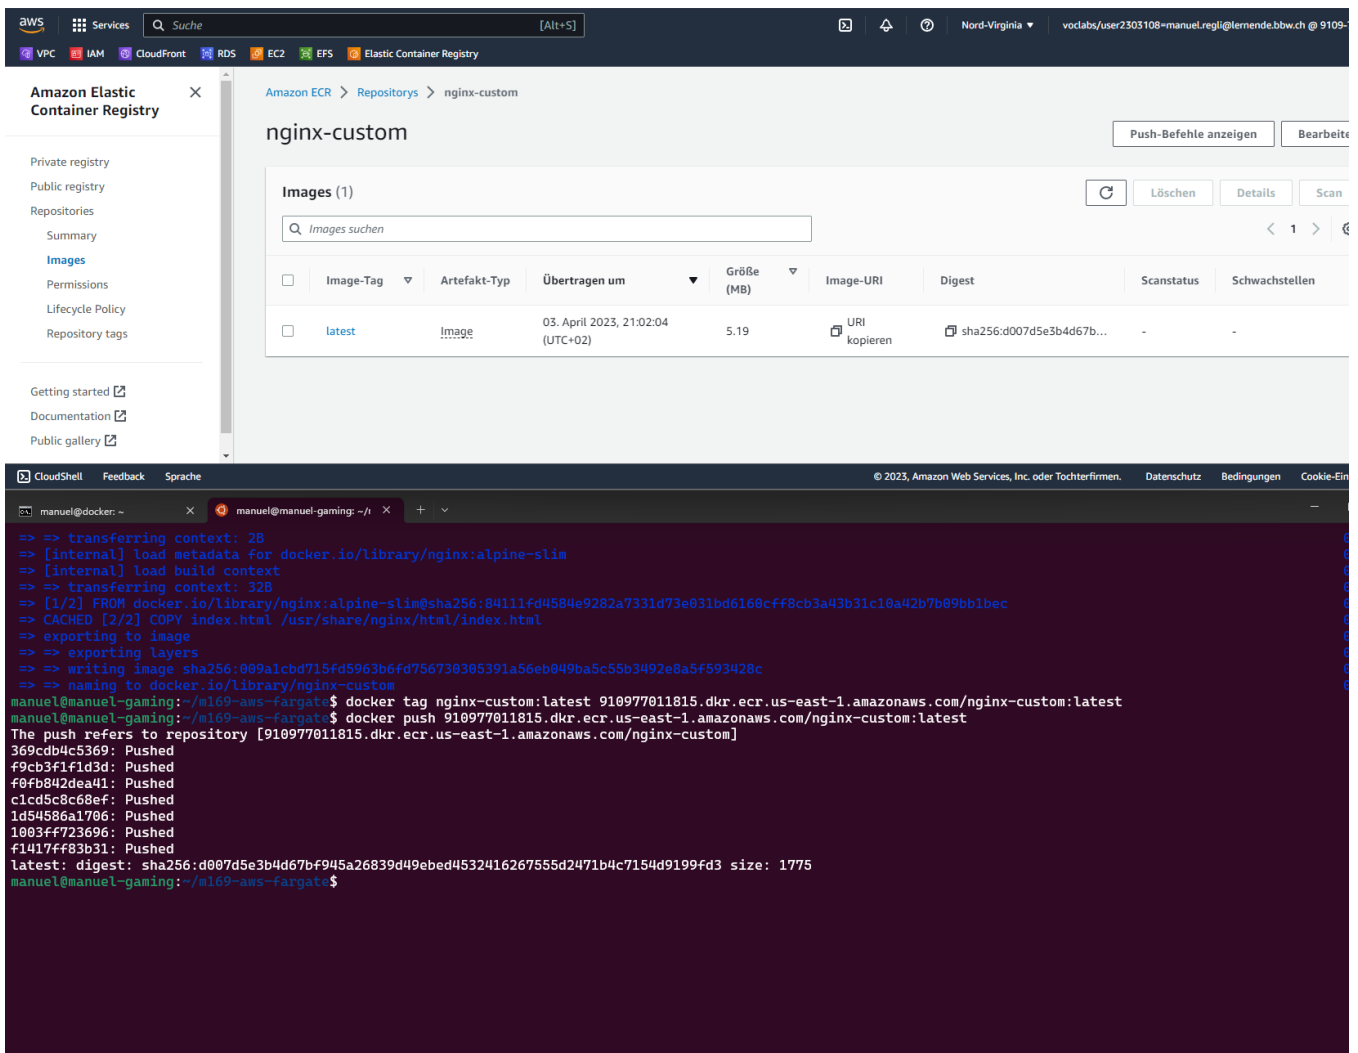 aws Services Suche [Alt+S] Nord-Virginia voclabs/user2303108=manuel.regli@lernende.bbw.ch @ 9109-
VPC IAM CloudFront RDS EC2 EFS Elastic Container Registry
Amazon Elastic
Container Registry
Private registry
Public registry
Repositories
Summary
Images
Permissions
Lifecycle Policy
Repository tags
Getting started
Documentation
Public gallery
Amazon ECR > Repositorys > nginx-custom
nginx-custom
Push-Befehle anzeigen Bearbeite
Images (1)
Löschen Details Scan
Images suchen
1
Image-Tag Artefakt-Typ Übertragen um Größe (MB) Image-URI Digest Scanstatus Schwachstellen
latest Image 03. April 2023, 21:02:04 (UTC+02) 5.19 URI kopieren sha256:d007d5e3b4d67b... - -
CloudShell Feedback Sprache © 2023, Amazon Web Services, Inc. oder Tochterfirmen. Datenschutz Bedingungen Cookie-Ein
manuel@docker: ~ manuel@manuel-gaming: ~/
=> => transferring context: 2B
=> [internal] load metadata for docker.io/library/nginx:alpine-slim
=> [internal] load build context
=> => transferring context: 32B
=> [1/2] FROM docker.io/library/nginx:alpine-slim@sha256:84111fd4584e9282a7331d73e031bd6160cff8cb3a43b31c10a42b7b09bb1bec
=> CACHED [2/2] COPY index.html /usr/share/nginx/html/index.html
=> exporting to image
=> => exporting layers
=> => writing image sha256:009a1cbd715fd5963b6fd756730305391a56eb049ba5c55b3492e8a5f593428c
=> => naming to docker.io/library/nginx-custom
manuel@manuel-gaming:~/m169-aws-fargate$ docker tag nginx-custom:latest 910977011815.dkr.ecr.us-east-1.amazonaws.com/nginx-custom:latest
manuel@manuel-gaming:~/m169-aws-fargate$ docker push 910977011815.dkr.ecr.us-east-1.amazonaws.com/nginx-custom:latest
The push refers to repository [910977011815.dkr.ecr.us-east-1.amazonaws.com/nginx-custom]
369cdb4c5369: Pushed
f9cb3f1f1d3d: Pushed
f0fb842dea41: Pushed
c1cd5c8c68ef: Pushed
1d54586a1706: Pushed
1003ff723696: Pushed
f1417ff83b31: Pushed
latest: digest: sha256:d007d5e3b4d67bf945a26839d49ebed4532416267555d2471b4c7154d9199fd3 size: 1775
manuel@manuel-gaming:~/m169-aws-fargate$